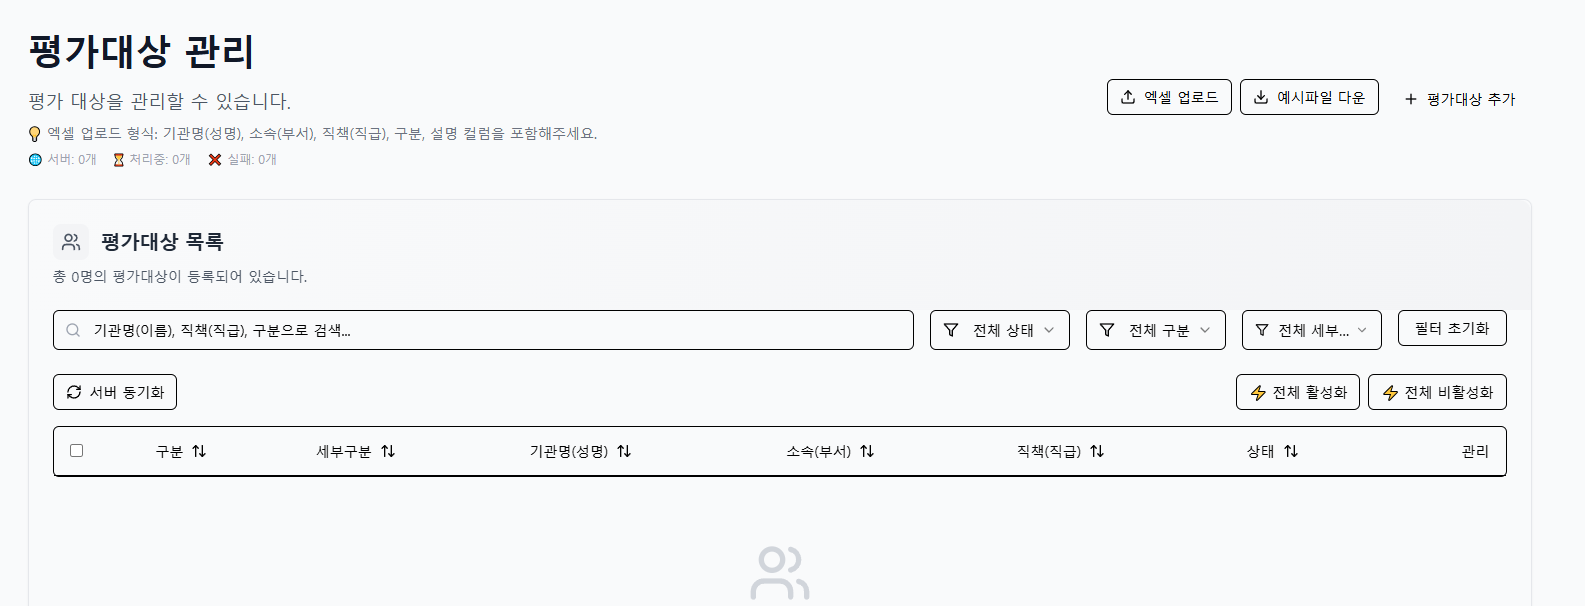 평가대상 관리
평가 대상을 관리할 수 있습니다.
엑셀 업로드 형식: 기관명(성명), 소속(부서), 직책(직급), 구분, 설명 컬럼을 포함해주세요.
서버: 0개 처리중: 0개 실패: 0개
엑셀 업로드 예시파일 다운 평가대상 추가
평가대상 목록
총 0명의 평가대상이 등록되어 있습니다.
기관명(이름), 직책(직급), 구분으로 검색... 전체 상태 전체 구분 전체 세부... 필터 초기화
서버 동기화 전체 활성화 전체 비활성화
구분 세부구분 기관명(성명) 소속(부서) 직책(직급) 상태 관리